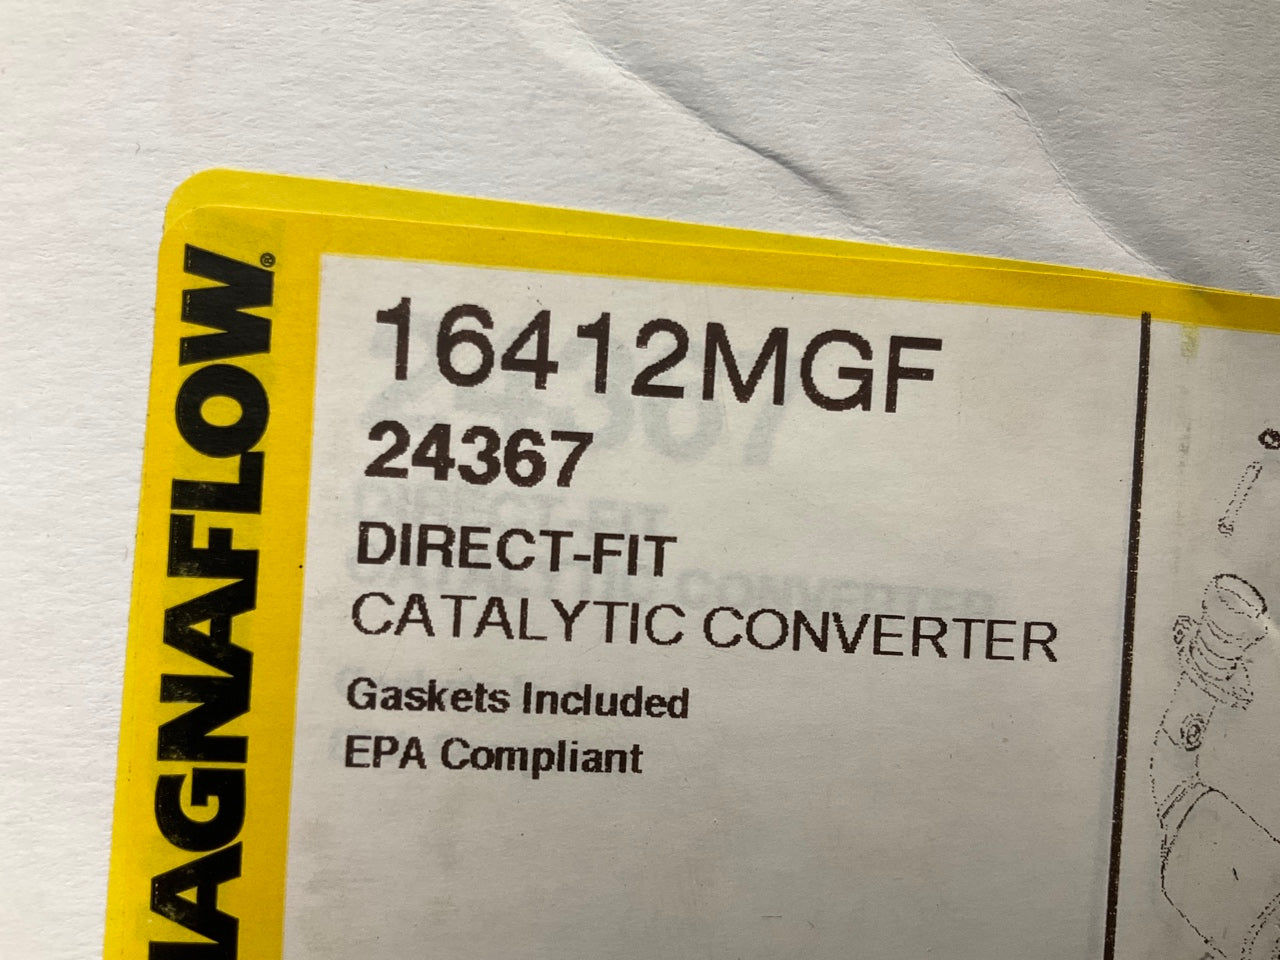 MAGNAFLOW®
16412MGF
24367
DIRECT-FIT
CATALYTIC CONVERTER
Gaskets Included
EPA Compliant